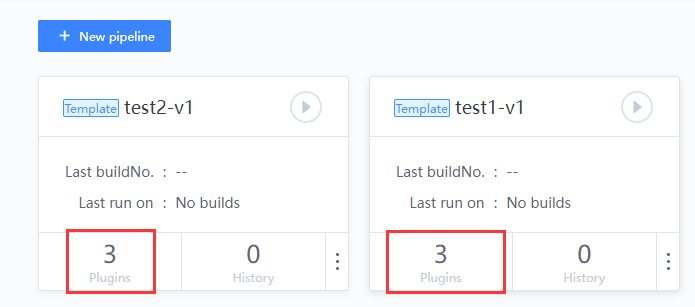 + New pipeline
Template test2-v1
Last buildNo. : --
Last run on : No builds
3
Plugins
0
History
Template test1-v1
Last buildNo. : --
Last run on : No builds
3
Plugins
0
History